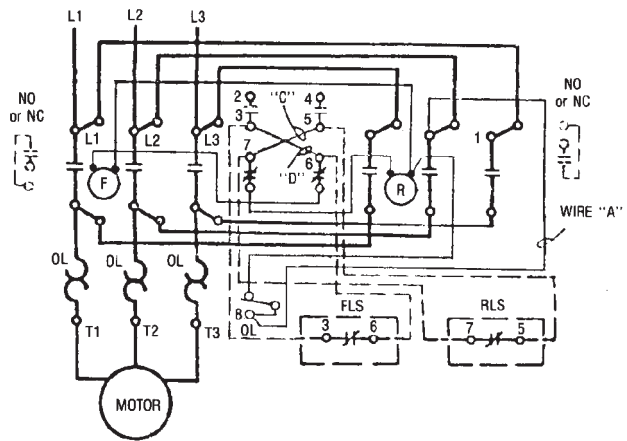 L1 L2 L3
NO
or NC
2 "C" 4
3 5
NO
or NC
L1 L2 L3
7 6
"D"
1
F
R
WIRE "A"
OL OL OL
8
OL
FLS RLS
3 6 7 5
T1 T2 T3
MOTOR